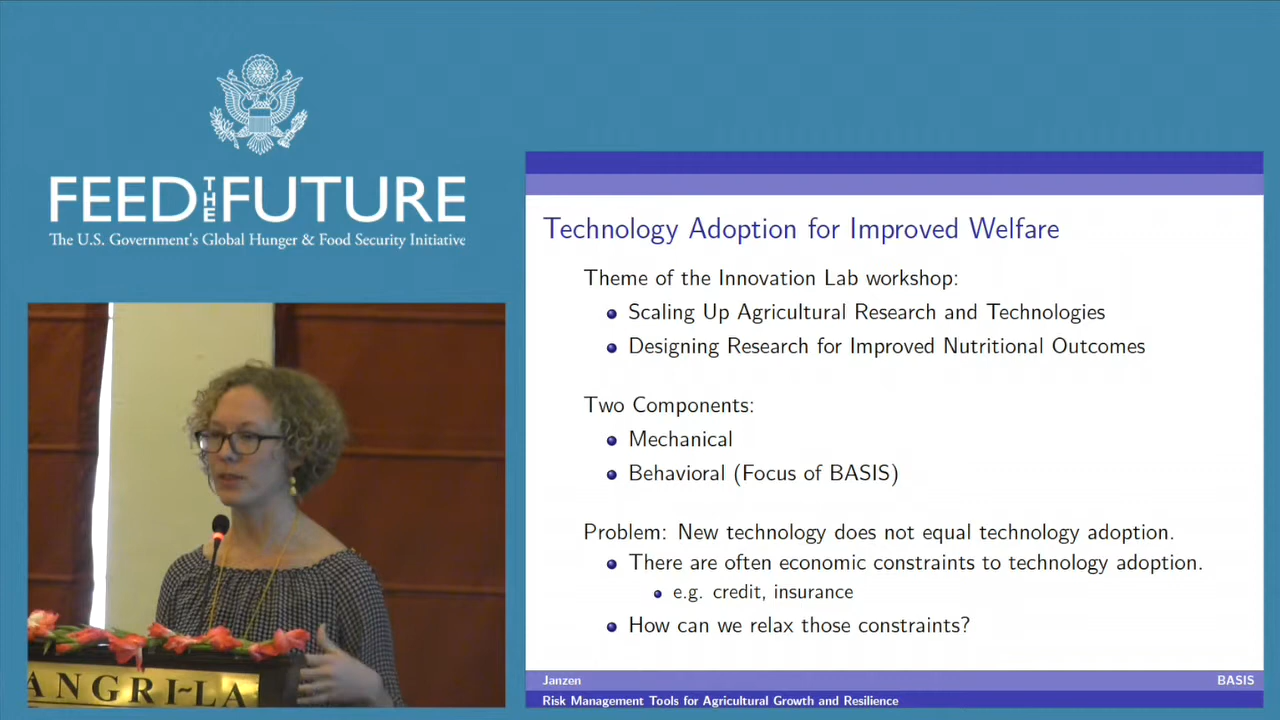 FEED THE FUTURE
The U.S. Government's Global Hunger & Food Security Initiative
Technology Adoption for Improved Welfare
Theme of the Innovation Lab workshop:
Scaling Up Agricultural Research and Technologies
Designing Research for Improved Nutritional Outcomes
Two Components:
Mechanical
Behavioral (Focus of BASIS)
Problem: New technology does not equal technology adoption.
There are often economic constraints to technology adoption.
e.g. credit, insurance
How can we relax those constraints?
Janzen BASIS
Risk Management Tools for Agricultural Growth and Resilience
ANGRI~LA